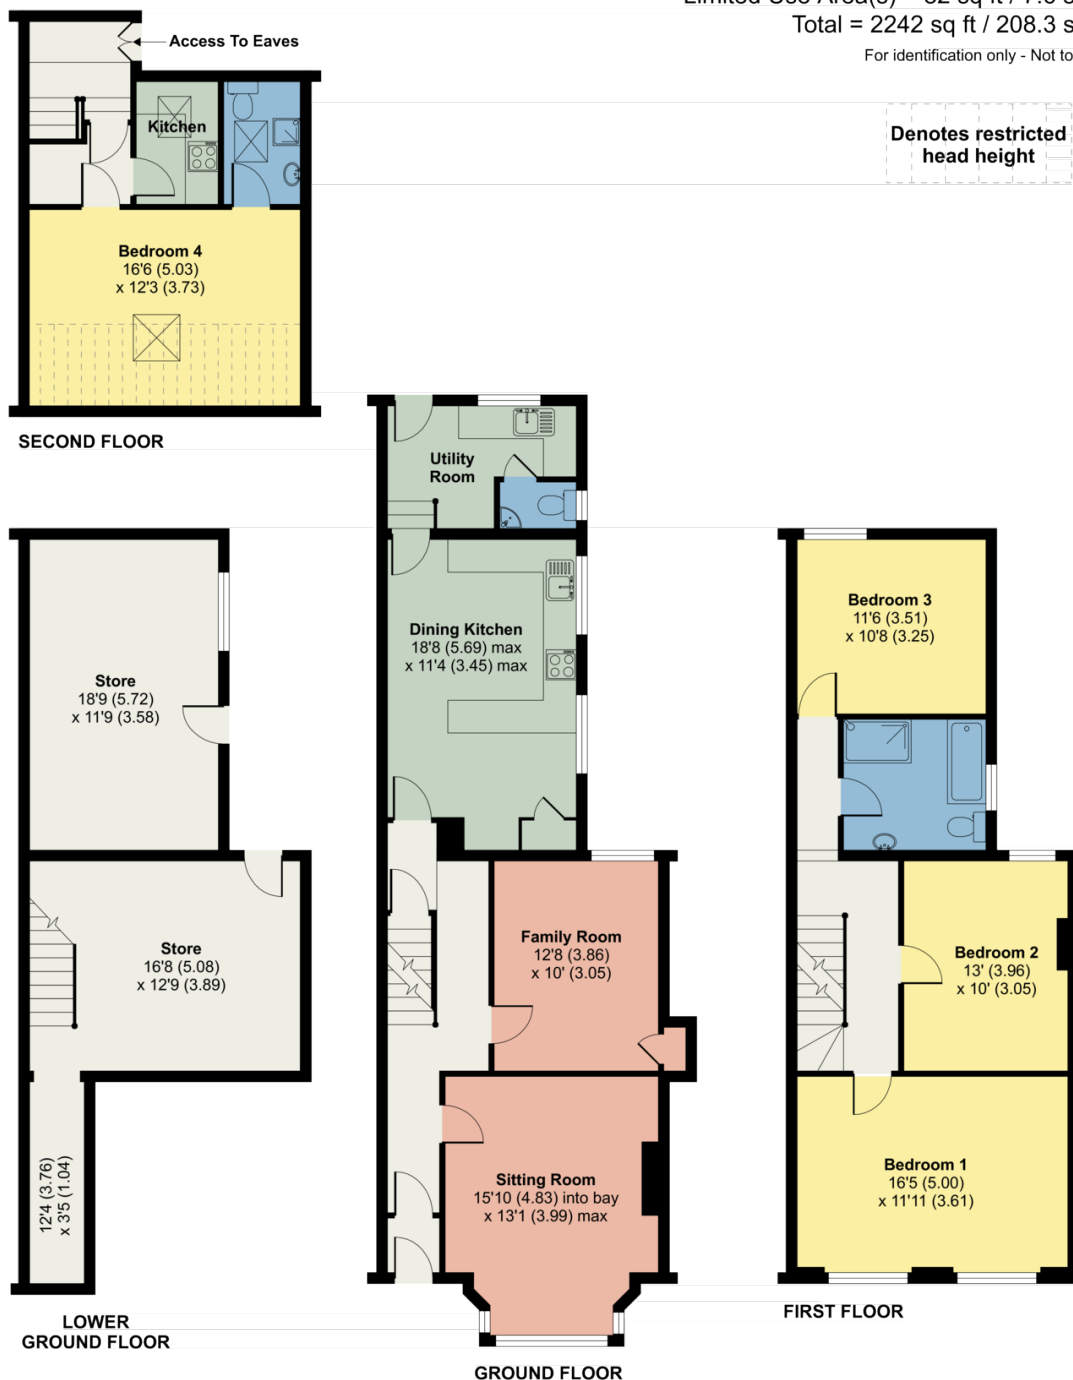 Total = 2242 sq ft / 208.3 s
For identification only - Not to
Access To Eaves
Kitchen
Denotes restricted
head height
Bedroom 4
16'6 (5.03)
x 12'3 (3.73)
SECOND FLOOR
Utility
Room
Dining Kitchen
18'8 (5.69) max
x 11'4 (3.45) max
Store
18'9 (5.72)
x 11'9 (3.58)
Bedroom 3
11'6 (3.51)
x 10'8 (3.25)
Store
16'8 (5.08)
x 12'9 (3.89)
Family Room
12'8 (3.86)
x 10' (3.05)
Bedroom 2
13' (3.96)
x 10' (3.05)
12'4 (3.76)
x 3'5 (1.04)
Sitting Room
15'10 (4.83) into bay
x 13'1 (3.99) max
Bedroom 1
16'5 (5.00)
x 11'11 (3.61)
LOWER
GROUND FLOOR
GROUND FLOOR
FIRST FLOOR